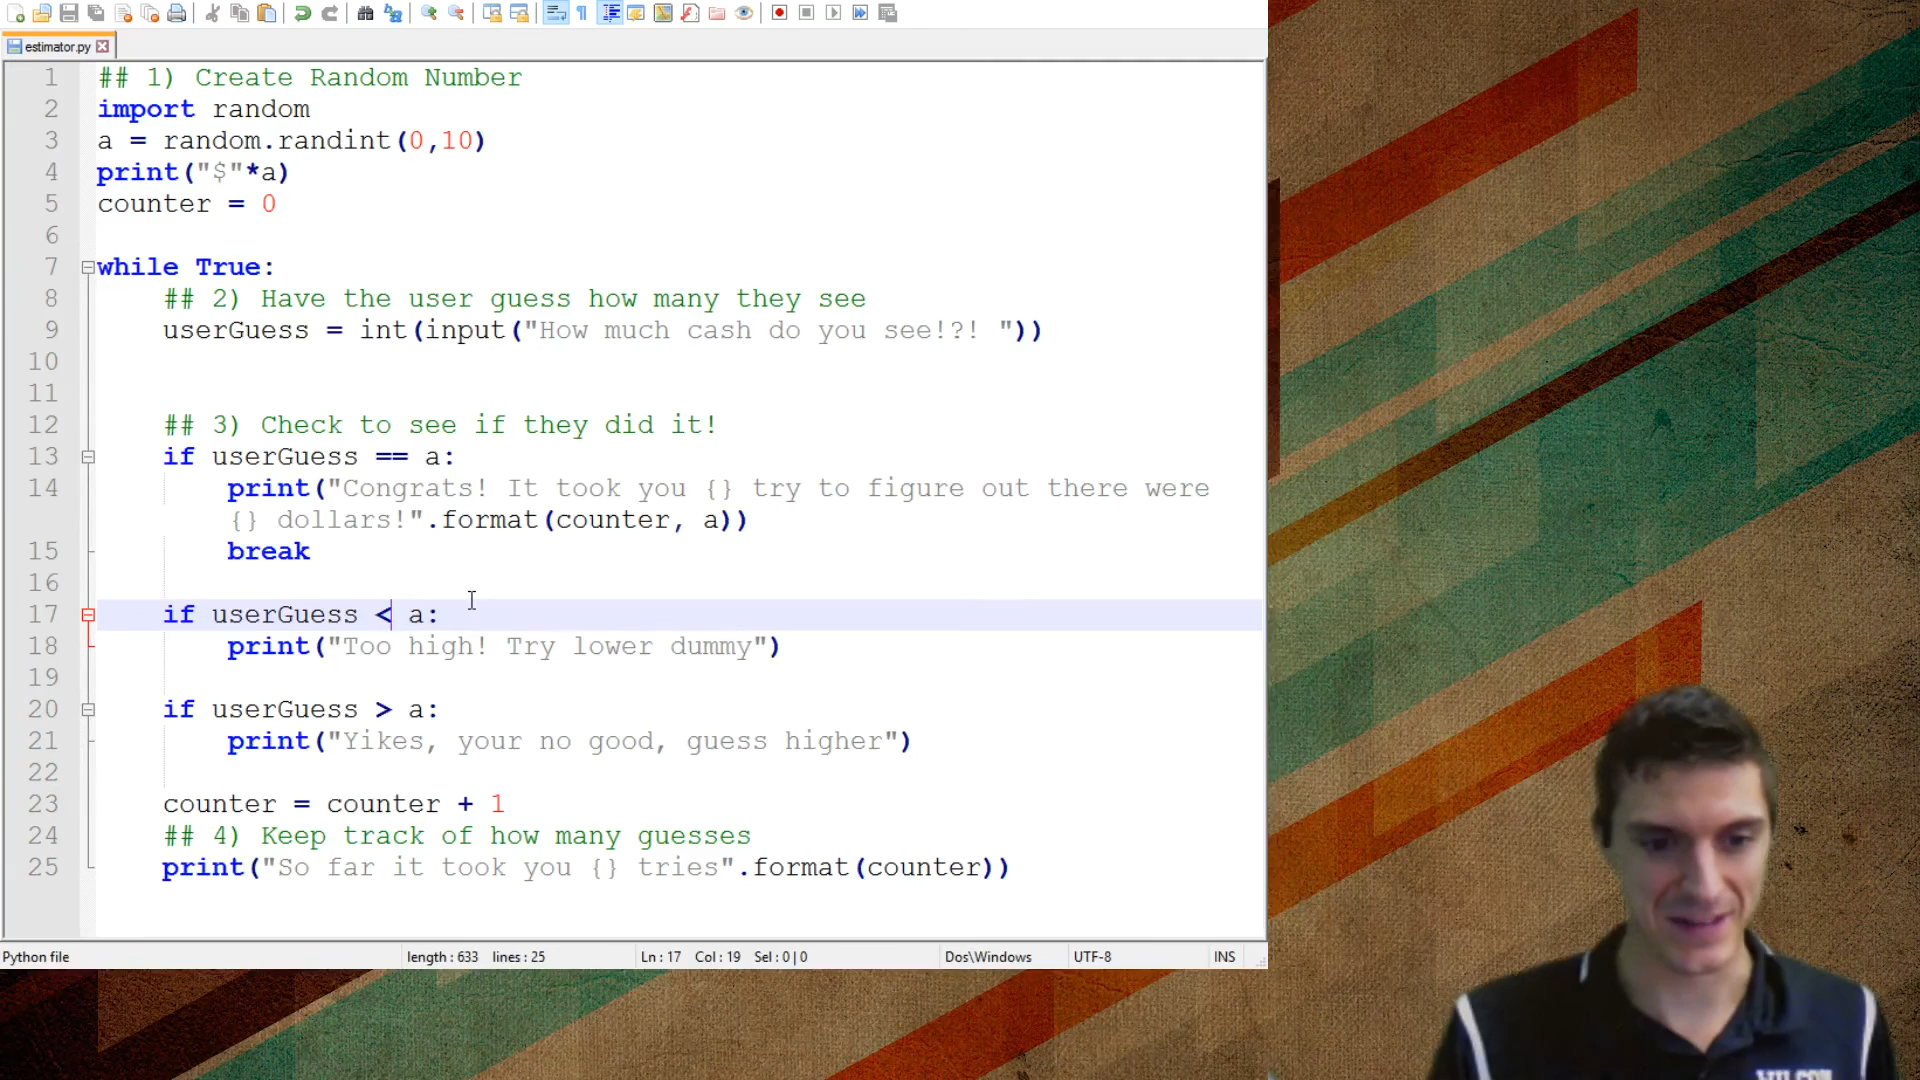 estimator.py
1 ## 1) Create Random Number
2 import random
3 a = random.randint(0,10)
4 print("$"*a)
5 counter = 0
6
7 while True:
8 ## 2) Have the user guess how many they see
9 userGuess = int(input("How much cash do you see!?! "))
10
11
12 ## 3) Check to see if they did it!
13 if userGuess == a:
14 print("Congrats! It took you {} try to figure out there were
{} dollars!".format(counter, a))
15 break
16
17 if userGuess < a:
18 print("Too high! Try lower dummy")
19
20 if userGuess > a:
21 print("Yikes, your no good, guess higher")
22
23 counter = counter + 1
24 ## 4) Keep track of how many guesses
25 print("So far it took you {} tries".format(counter))
Python file length : 633 lines : 25 Ln : 17 Col : 19 Sel : 0 | 0 Dos\Windows UTF-8 INS